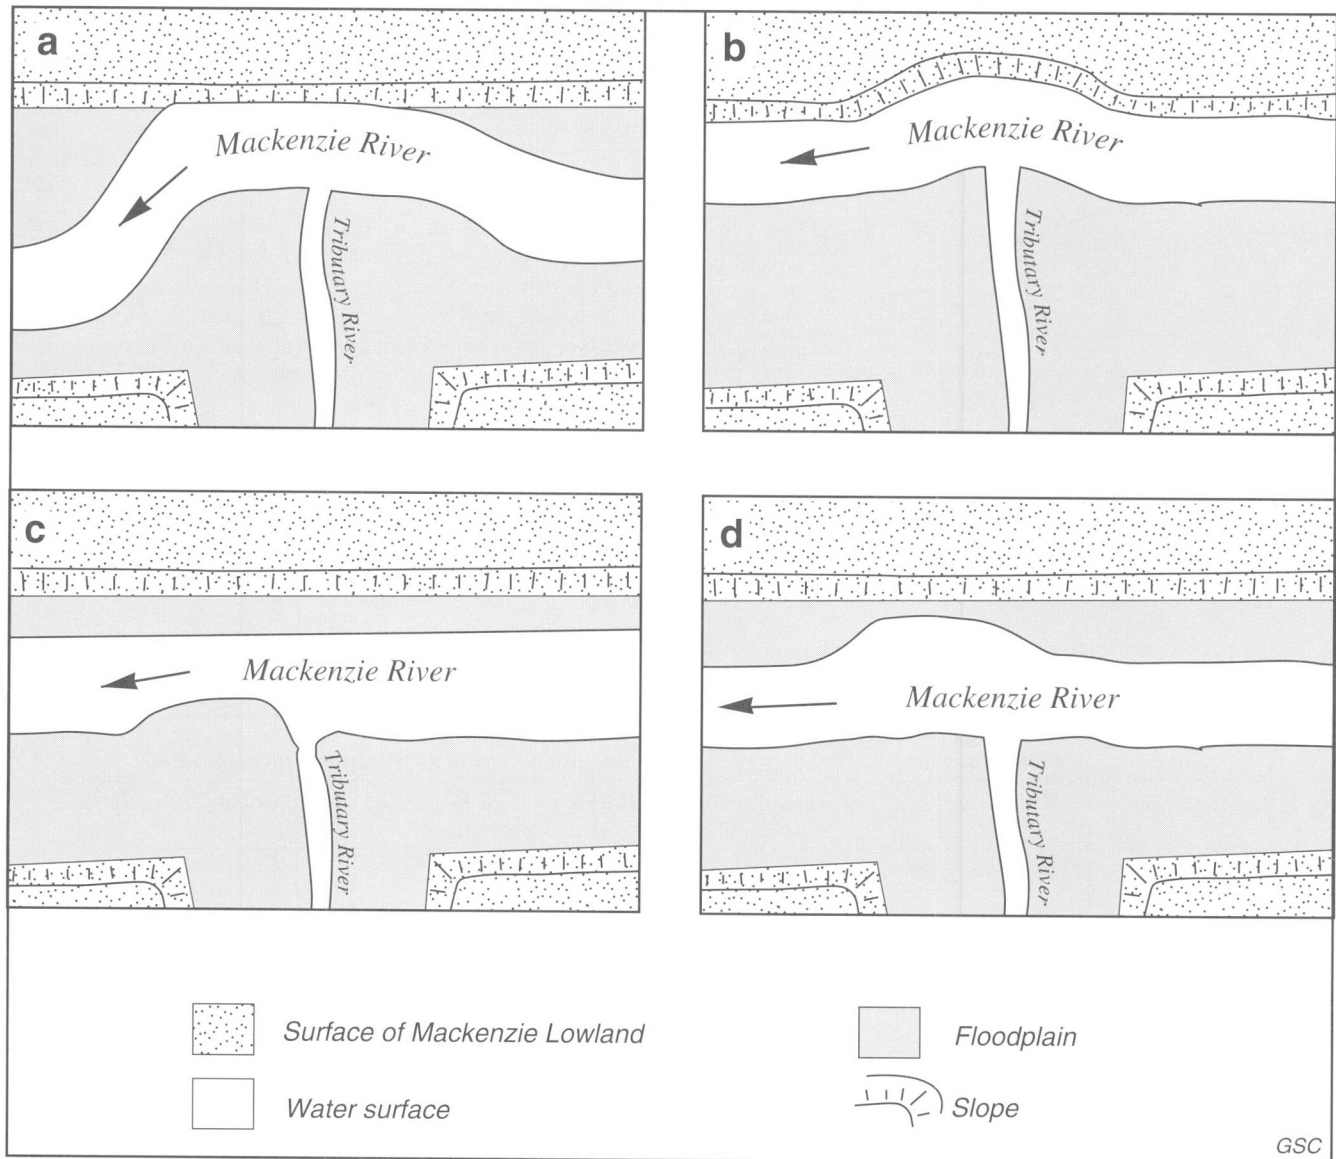 a
Mackenzie River
Tributary River
b
Mackenzie River
Tributary River
c
Mackenzie River
Tributary River
d
Mackenzie River
Tributary River
Surface of Mackenzie Lowland
Floodplain
Water surface
Slope
GSC